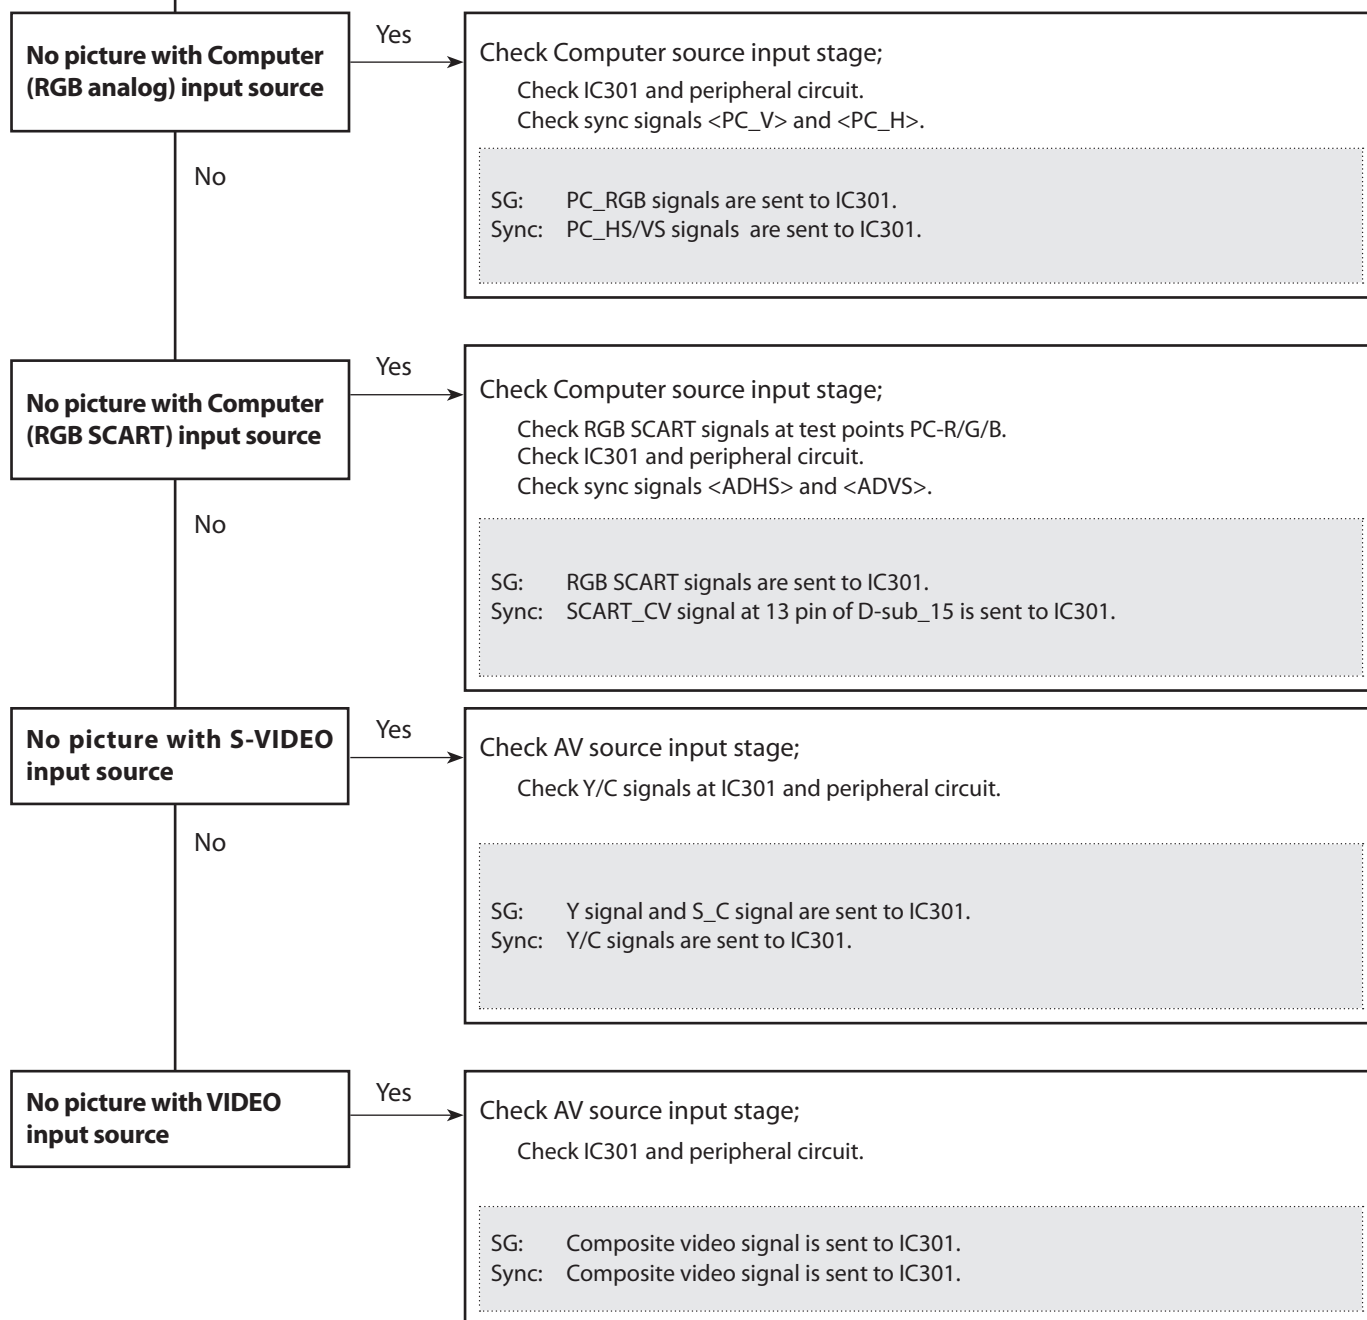 No picture with Computer
(RGB analog) input source
Yes
Check Computer source input stage;
Check IC301 and peripheral circuit.
Check sync signals <PC_V> and <PC_H>.
SG: PC_RGB signals are sent to IC301.
Sync: PC_HS/VS signals are sent to IC301.
No
No picture with Computer
(RGB SCART) input source
Yes
Check Computer source input stage;
Check RGB SCART signals at test points PC-R/G/B.
Check IC301 and peripheral circuit.
Check sync signals <ADHS> and <ADVS>.
SG: RGB SCART signals are sent to IC301.
Sync: SCART_CV signal at 13 pin of D-sub_15 is sent to IC301.
No
No picture with S-VIDEO
input source
Yes
Check AV source input stage;
Check Y/C signals at IC301 and peripheral circuit.
SG: Y signal and S_C signal are sent to IC301.
Sync: Y/C signals are sent to IC301.
No
No picture with VIDEO
input source
Yes
Check AV source input stage;
Check IC301 and peripheral circuit.
SG: Composite video signal is sent to IC301.
Sync: Composite video signal is sent to IC301.